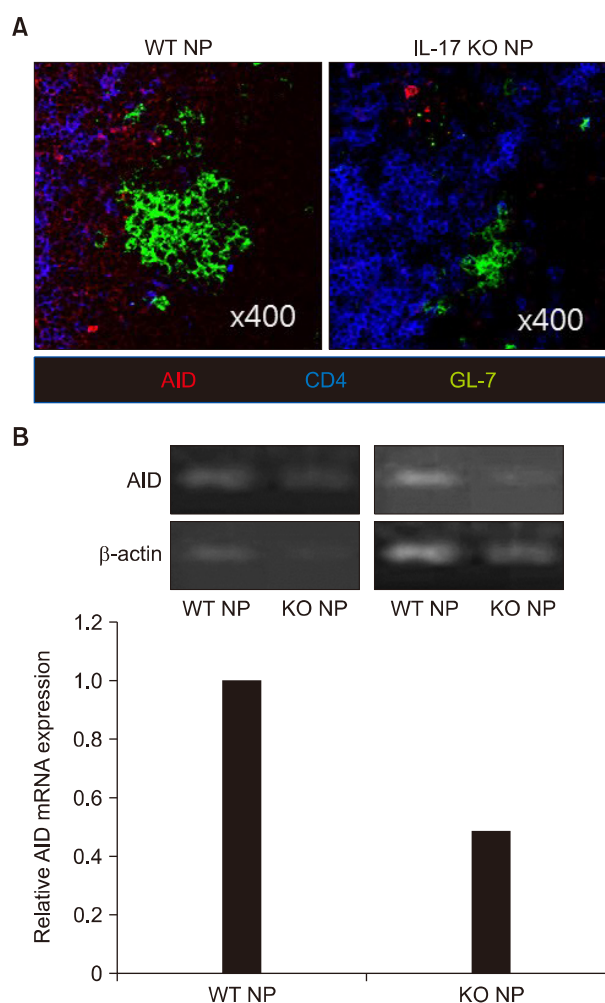 A
WT NP
IL-17 KO NP
x400
x400
AID CD4 GL-7
B
AID
β-actin
WT NP KO NP WT NP KO NP
1.2
1.0
0.8
0.6
0.4
0.2
0
Relative AID mRNA expression
WT NP
KO NP